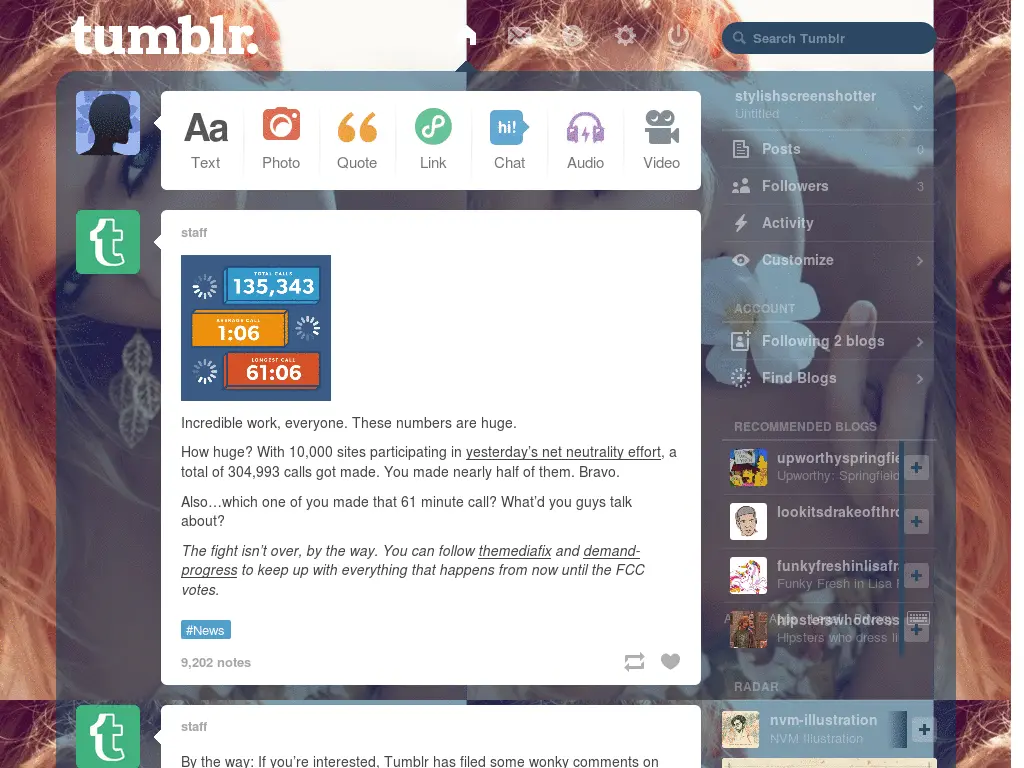 tumblr.
Search Tumblr
Aa
Text
Photo
Quote
Link
hi!
Chat
Audio
Video
staff
TOTAL CALLS
135,343
AVERAGE CALL
1:06
LONGEST CALL
61:06
Incredible work, everyone. These numbers are huge.
How huge? With 10,000 sites participating in yesterday’s net neutrality effort, a
total of 304,993 calls got made. You made nearly half of them. Bravo.
Also…which one of you made that 61 minute call? What’d you guys talk
about?
The fight isn’t over, by the way. You can follow themediafix and demand-
progress to keep up with everything that happens from now until the FCC
votes.
#News
9,202 notes
staff
By the way: If you’re interested, Tumblr has filed some wonky comments on
stylishscreenshotter
Untitled
Posts
0
Followers
3
Activity
Customize
ACCOUNT
Following 2 blogs
Find Blogs
RECOMMENDED BLOGS
upworthyspringfie
Upworthy: Springfield
lookitsdrakeofthro
funkyfreshinlisafra
Funky Fresh in Lisa F
hipsterswhodress
Hipsters who dress li
RADAR
nvm-illustration
NVM Illustration